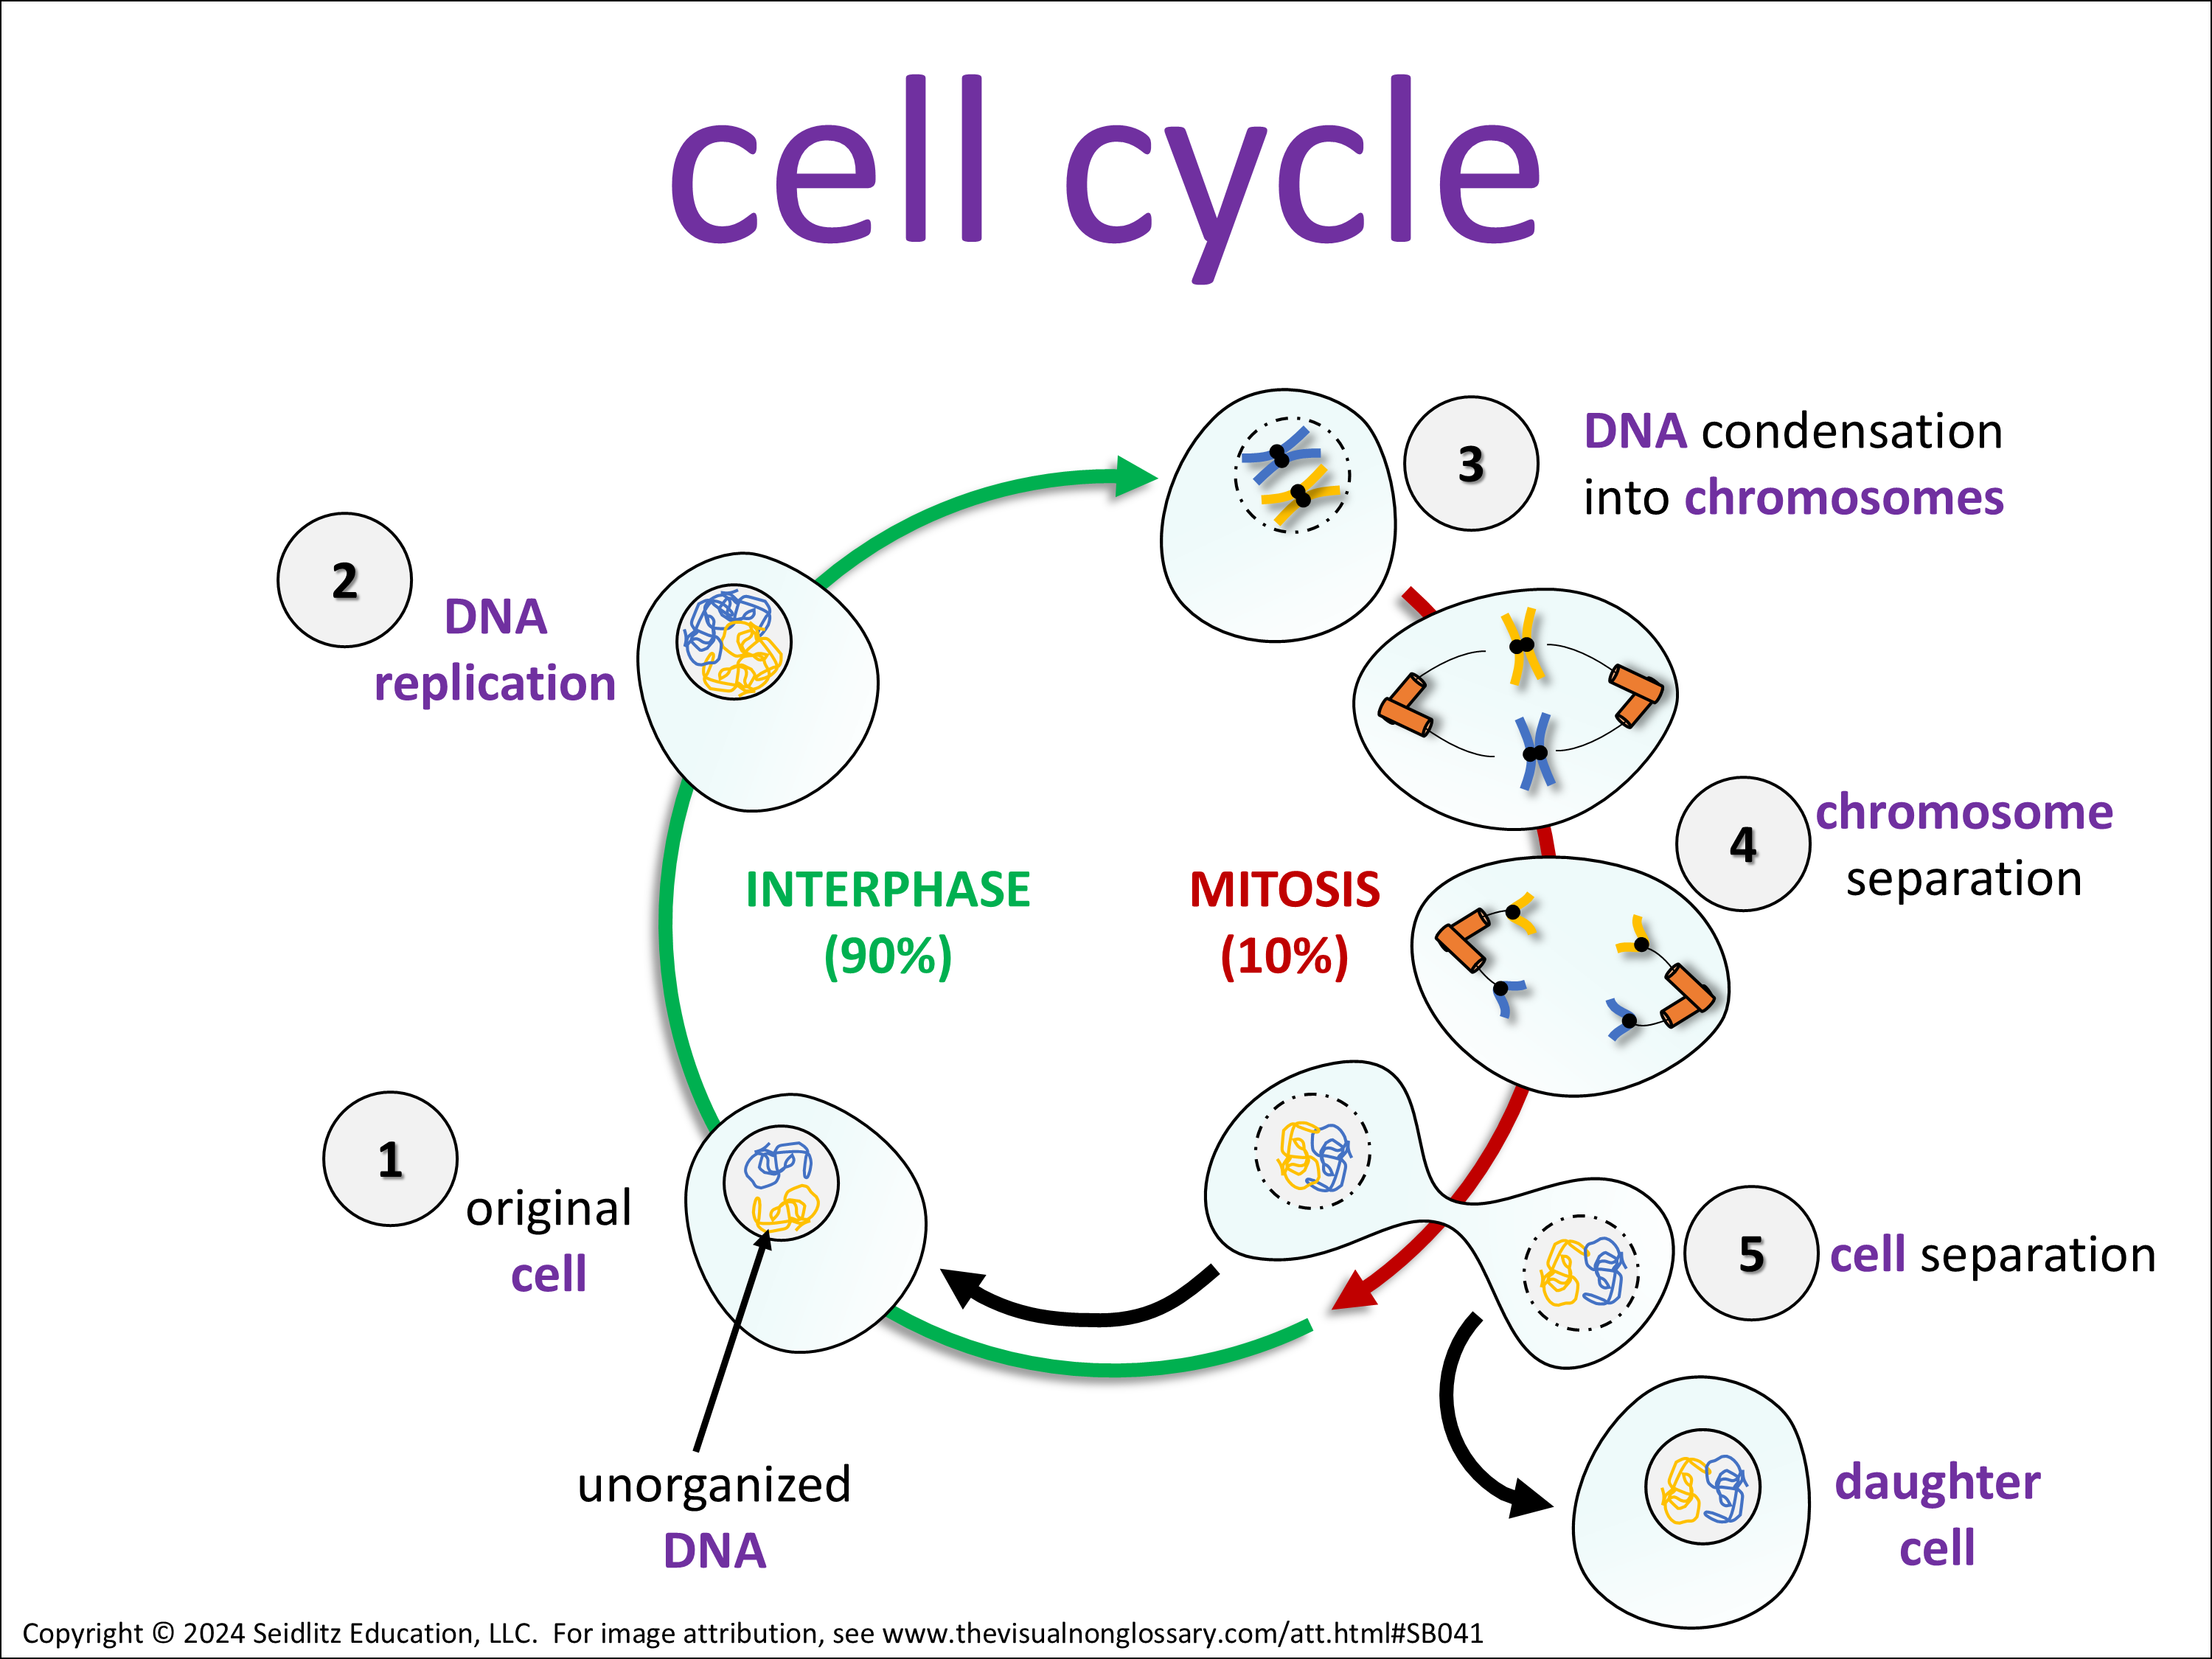 cell cycle
3
DNA condensation
into chromosomes
2
DNA
replication
4
chromosome
separation
INTERPHASE
(90%)
MITOSIS
(10%)
1
original
cell
5
cell separation
unorganized
DNA
daughter
cell
Copyright © 2024 Seidlitz Education, LLC.  For image attribution, see www.thevisualnonglossary.com/att.html#SB041